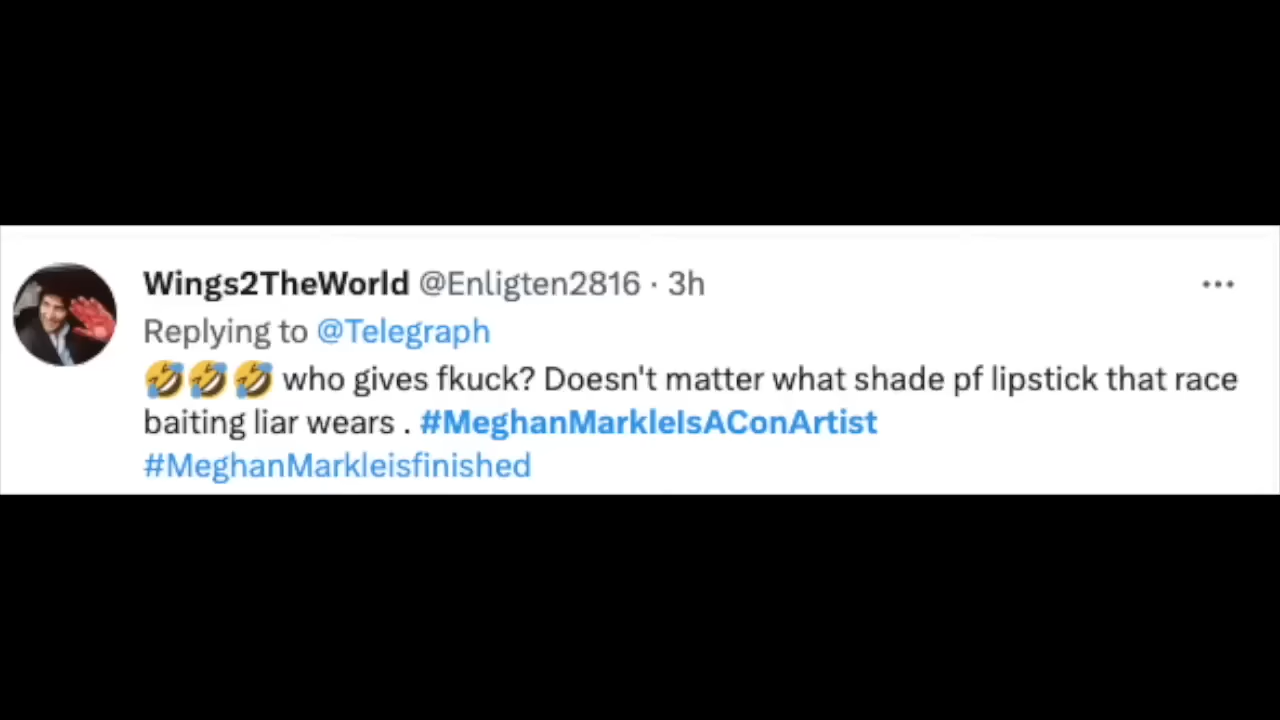 Wings2TheWorld @Enligten2816 · 3h
Replying to @Telegraph
🤣🤣🤣 who gives fkuck? Doesn't matter what shade pf lipstick that race
baiting liar wears . #MeghanMarkleIsAConArtist
#MeghanMarkleisfinished